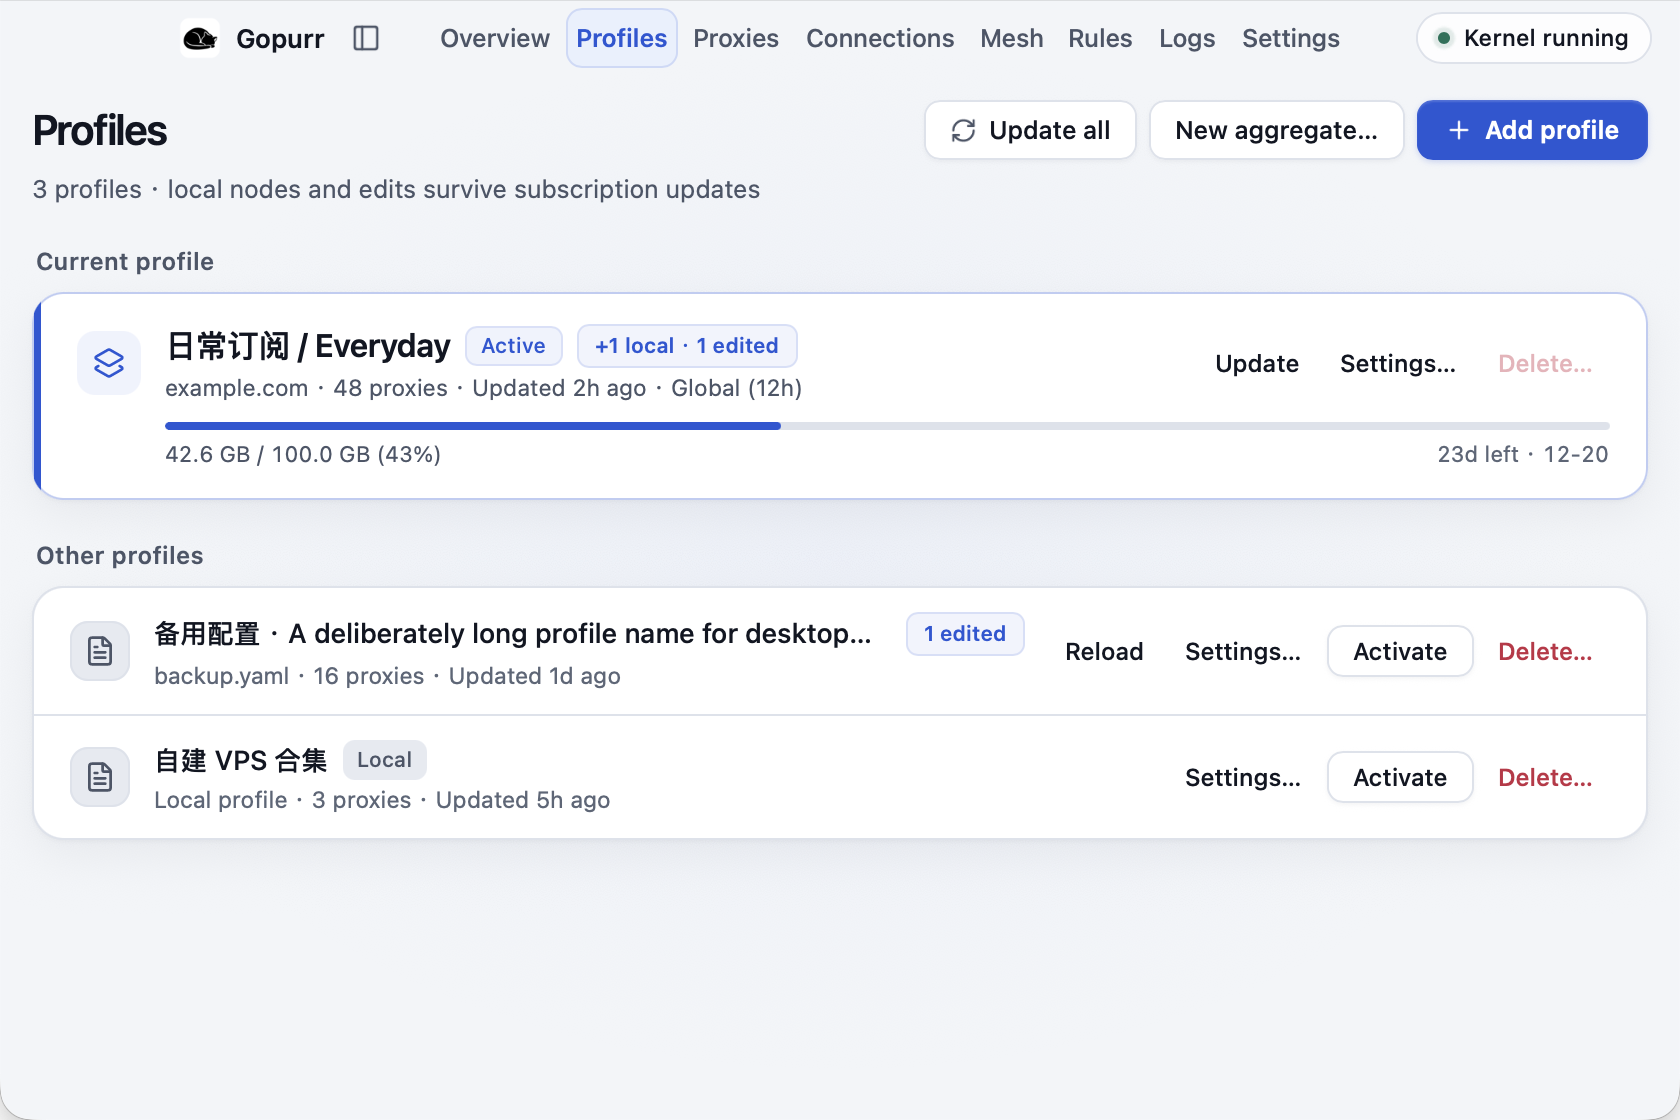 Gopurr
Overview Profiles Proxies Connections Mesh Rules Logs Settings
Kernel running
Profiles
Update all
New aggregate...
+ Add profile
3 profiles · local nodes and edits survive subscription updates
Current profile
日常订阅 / Everyday
Active
+1 local · 1 edited
example.com · 48 proxies · Updated 2h ago · Global (12h)
Update
Settings...
Delete...
42.6 GB / 100.0 GB (43%)
23d left · 12-20
Other profiles
备用配置 · A deliberately long profile name for desktop...
1 edited
backup.yaml · 16 proxies · Updated 1d ago
Reload
Settings...
Activate
Delete...
自建 VPS 合集
Local
Local profile · 3 proxies · Updated 5h ago
Settings...
Activate
Delete...